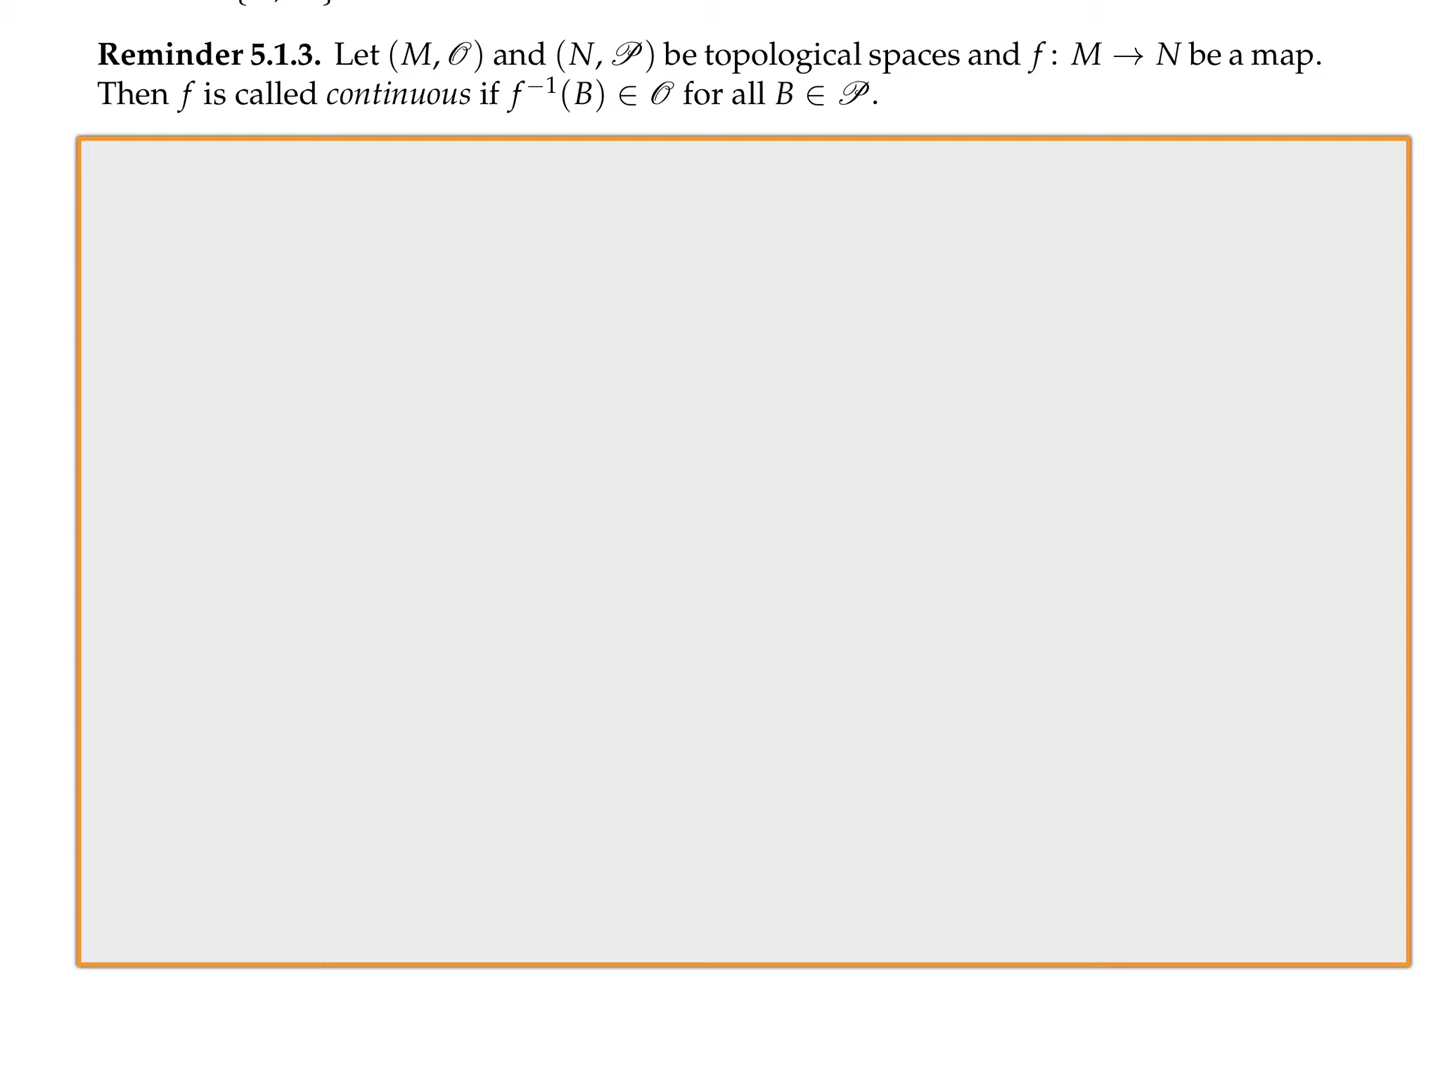 Reminder 5.1.3. Let (M, 𝒪) and (N, 𝒫) be topological spaces and f : M → N be a map.
Then f is called continuous if f⁻¹(B) ∈ 𝒪 for all B ∈ 𝒫.